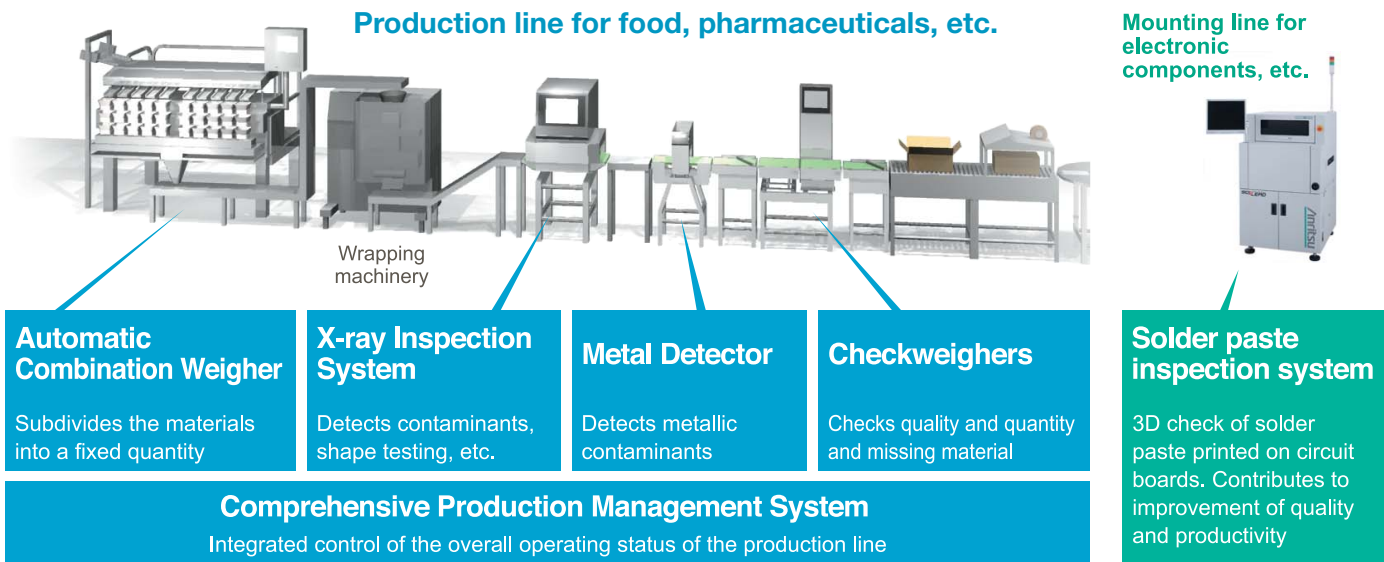 Production line for food, pharmaceuticals, etc.
Mounting line for
electronic
components, etc.
Wrapping
machinery
Anritsu
Automatic
Combination Weigher
Subdivides the materials
into a fixed quantity
X-ray Inspection
System
Detects contaminants,
shape testing, etc.
Metal Detector
Detects metallic
contaminants
Checkweighers
Checks quality and quantity
and missing material
Comprehensive Production Management System
Integrated control of the overall operating status of the production line
Solder paste
inspection system
3D check of solder
paste printed on circuit
boards. Contributes to
improvement of quality
and productivity